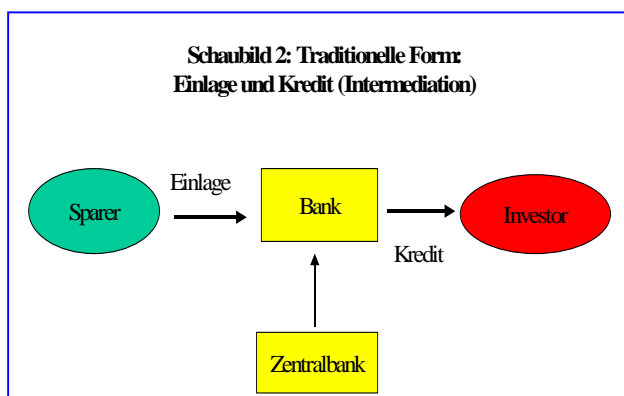 Schaubild 2: Traditionelle Form:
Einlage und Kredit (Intermediation)
Einlage
Sparer
Bank
Investor
Kredit
Zentralbank